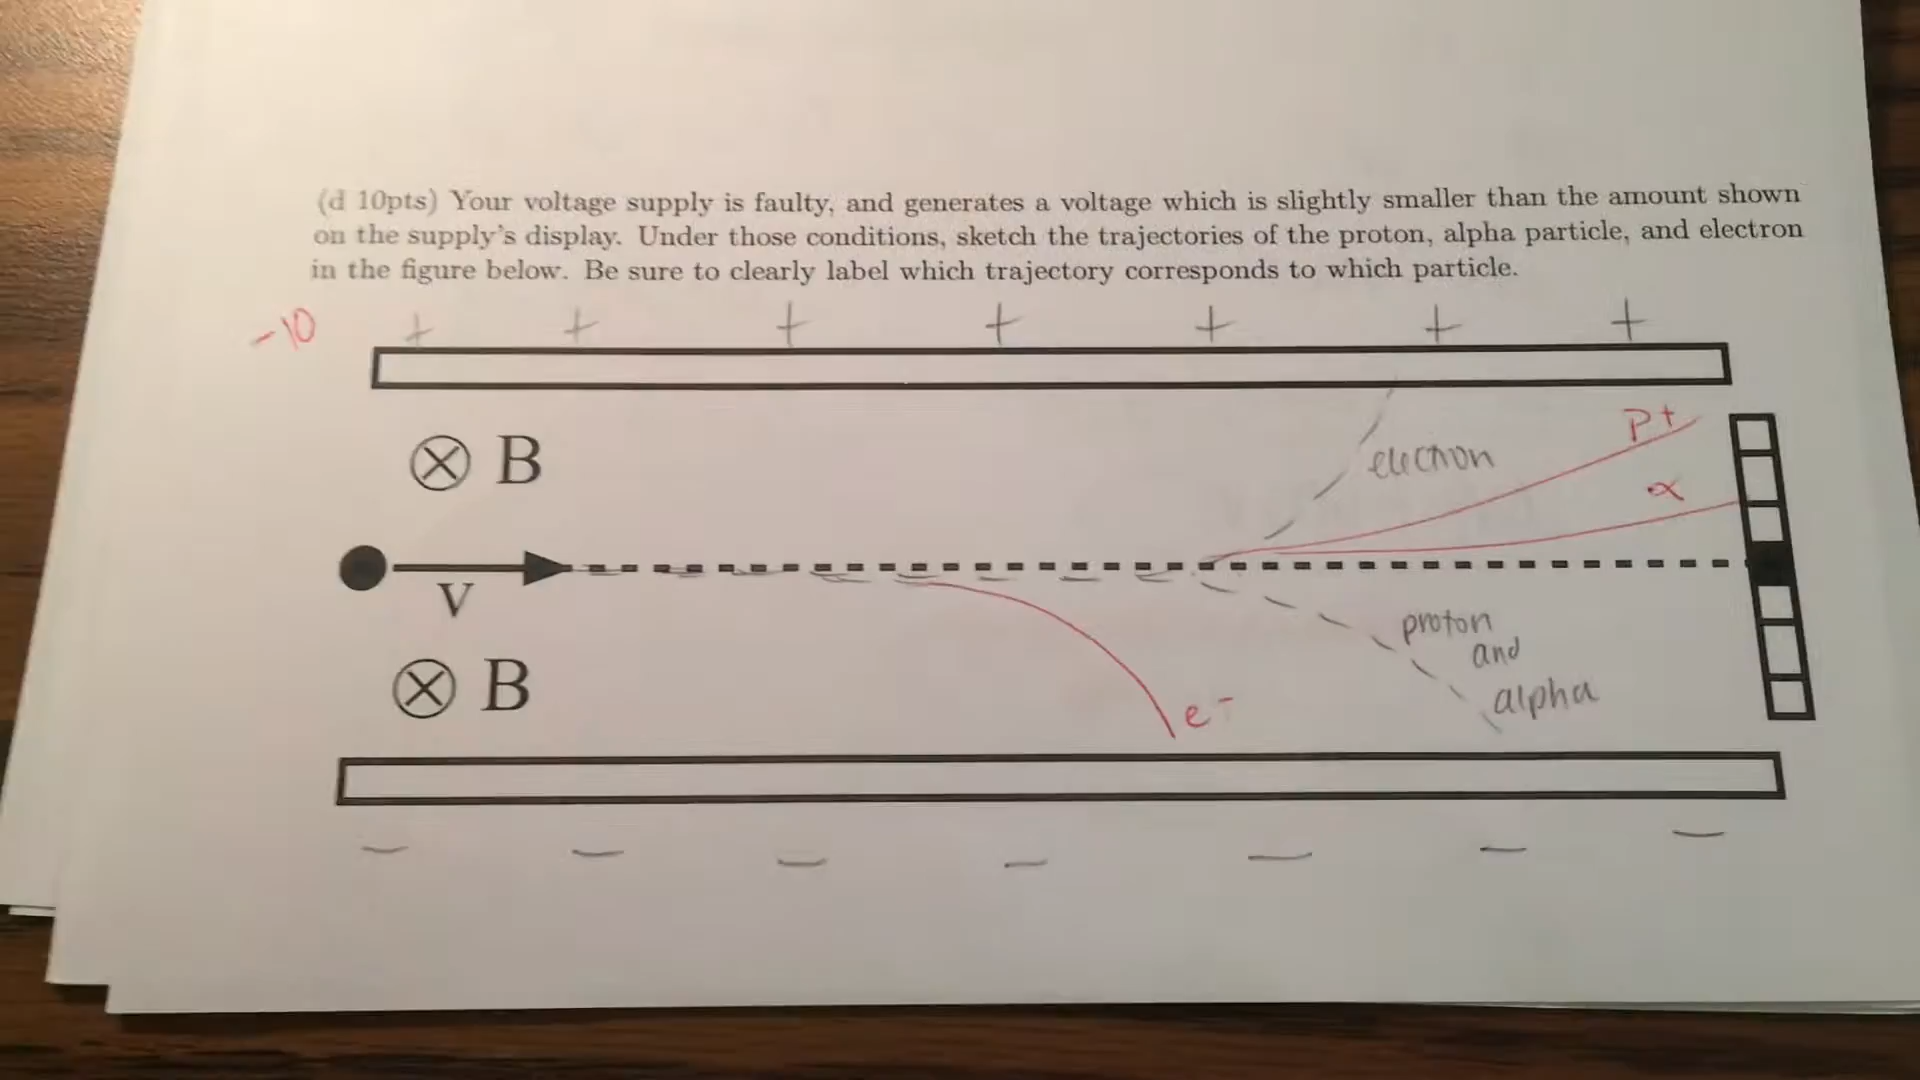 (d 10pts) Your voltage supply is faulty, and generates a voltage which is slightly smaller than the amount shown
on the supply's display. Under those conditions, sketch the trajectories of the proton, alpha particle, and electron
in the figure below. Be sure to clearly label which trajectory corresponds to which particle.
-10
+ + + + + + +
P+
B
electron
α
V
proton
and
B
alpha
e-
- - - - - - -